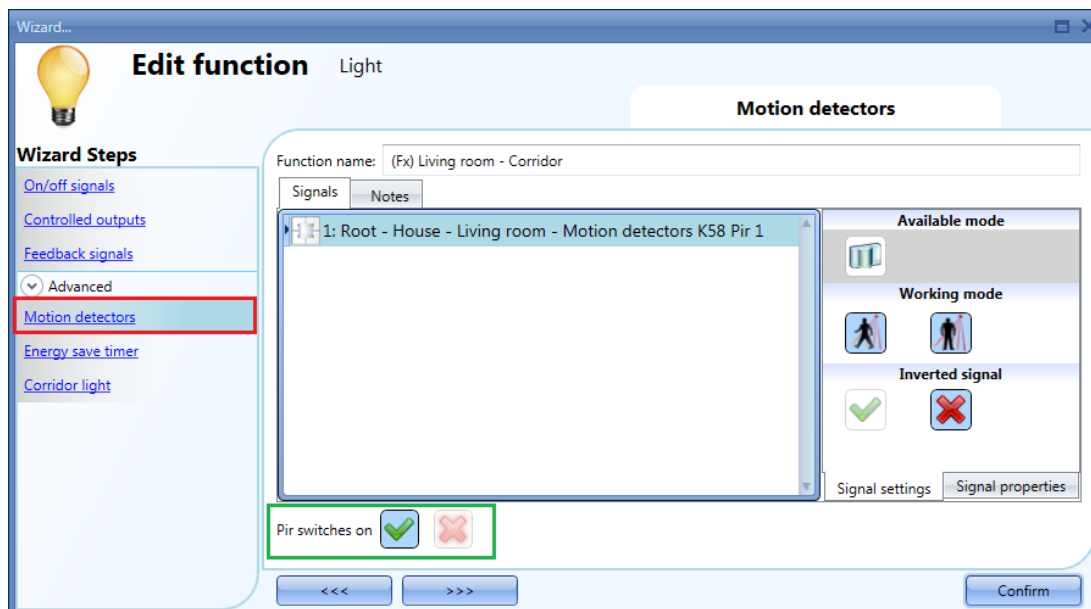 Wizard...
Edit function Light
Motion detectors
Wizard Steps
On/off signals
Controlled outputs
Feedback signals
Advanced
Motion detectors
Energy save timer
Corridor light
Function name: (Fx) Living room - Corridor
Signals Notes
1: Root - House - Living room - Motion detectors K58 Pir 1
Available mode
Working mode
Inverted signal
Signal settings Signal properties
Pir switches on
<<< >>> Confirm